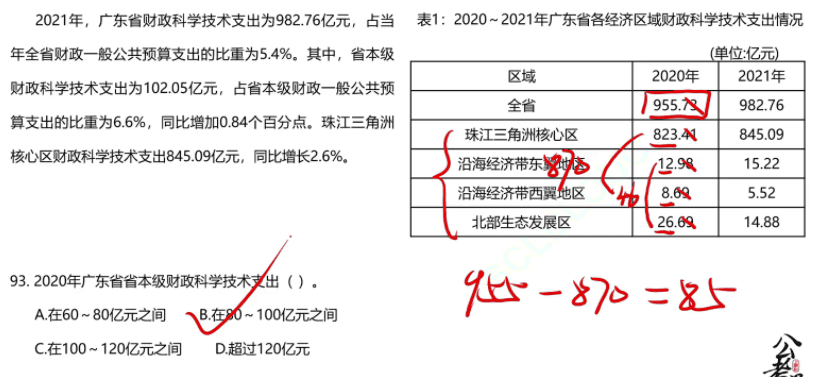 2021年，广东省财政科学技术支出为982.76亿元，占当
年全省财政一般公共预算支出的比重为5.4%。其中，省本级
财政科学技术支出为102.05亿元，占省本级财政一般公共预
算支出的比重为6.6%，同比增加0.84个百分点。珠江三角洲
核心区财政科学技术支出845.09亿元，同比增长2.6%。
93. 2020年广东省省本级财政科学技术支出（ ）。
A.在60～80亿元之间 B.在80～100亿元之间
C.在100～120亿元之间 D.超过120亿元
表1：2020～2021年广东省各经济区域财政科学技术支出情况
(单位:亿元)
区域 2020年 2021年
全省 955.73 982.76
珠江三角洲核心区 823.41 845.09
沿海经济带东翼地区 12.98 15.22
870
沿海经济带西翼地区 8.69 5.52
46
北部生态发展区 26.69 14.88
955-870=85
公考